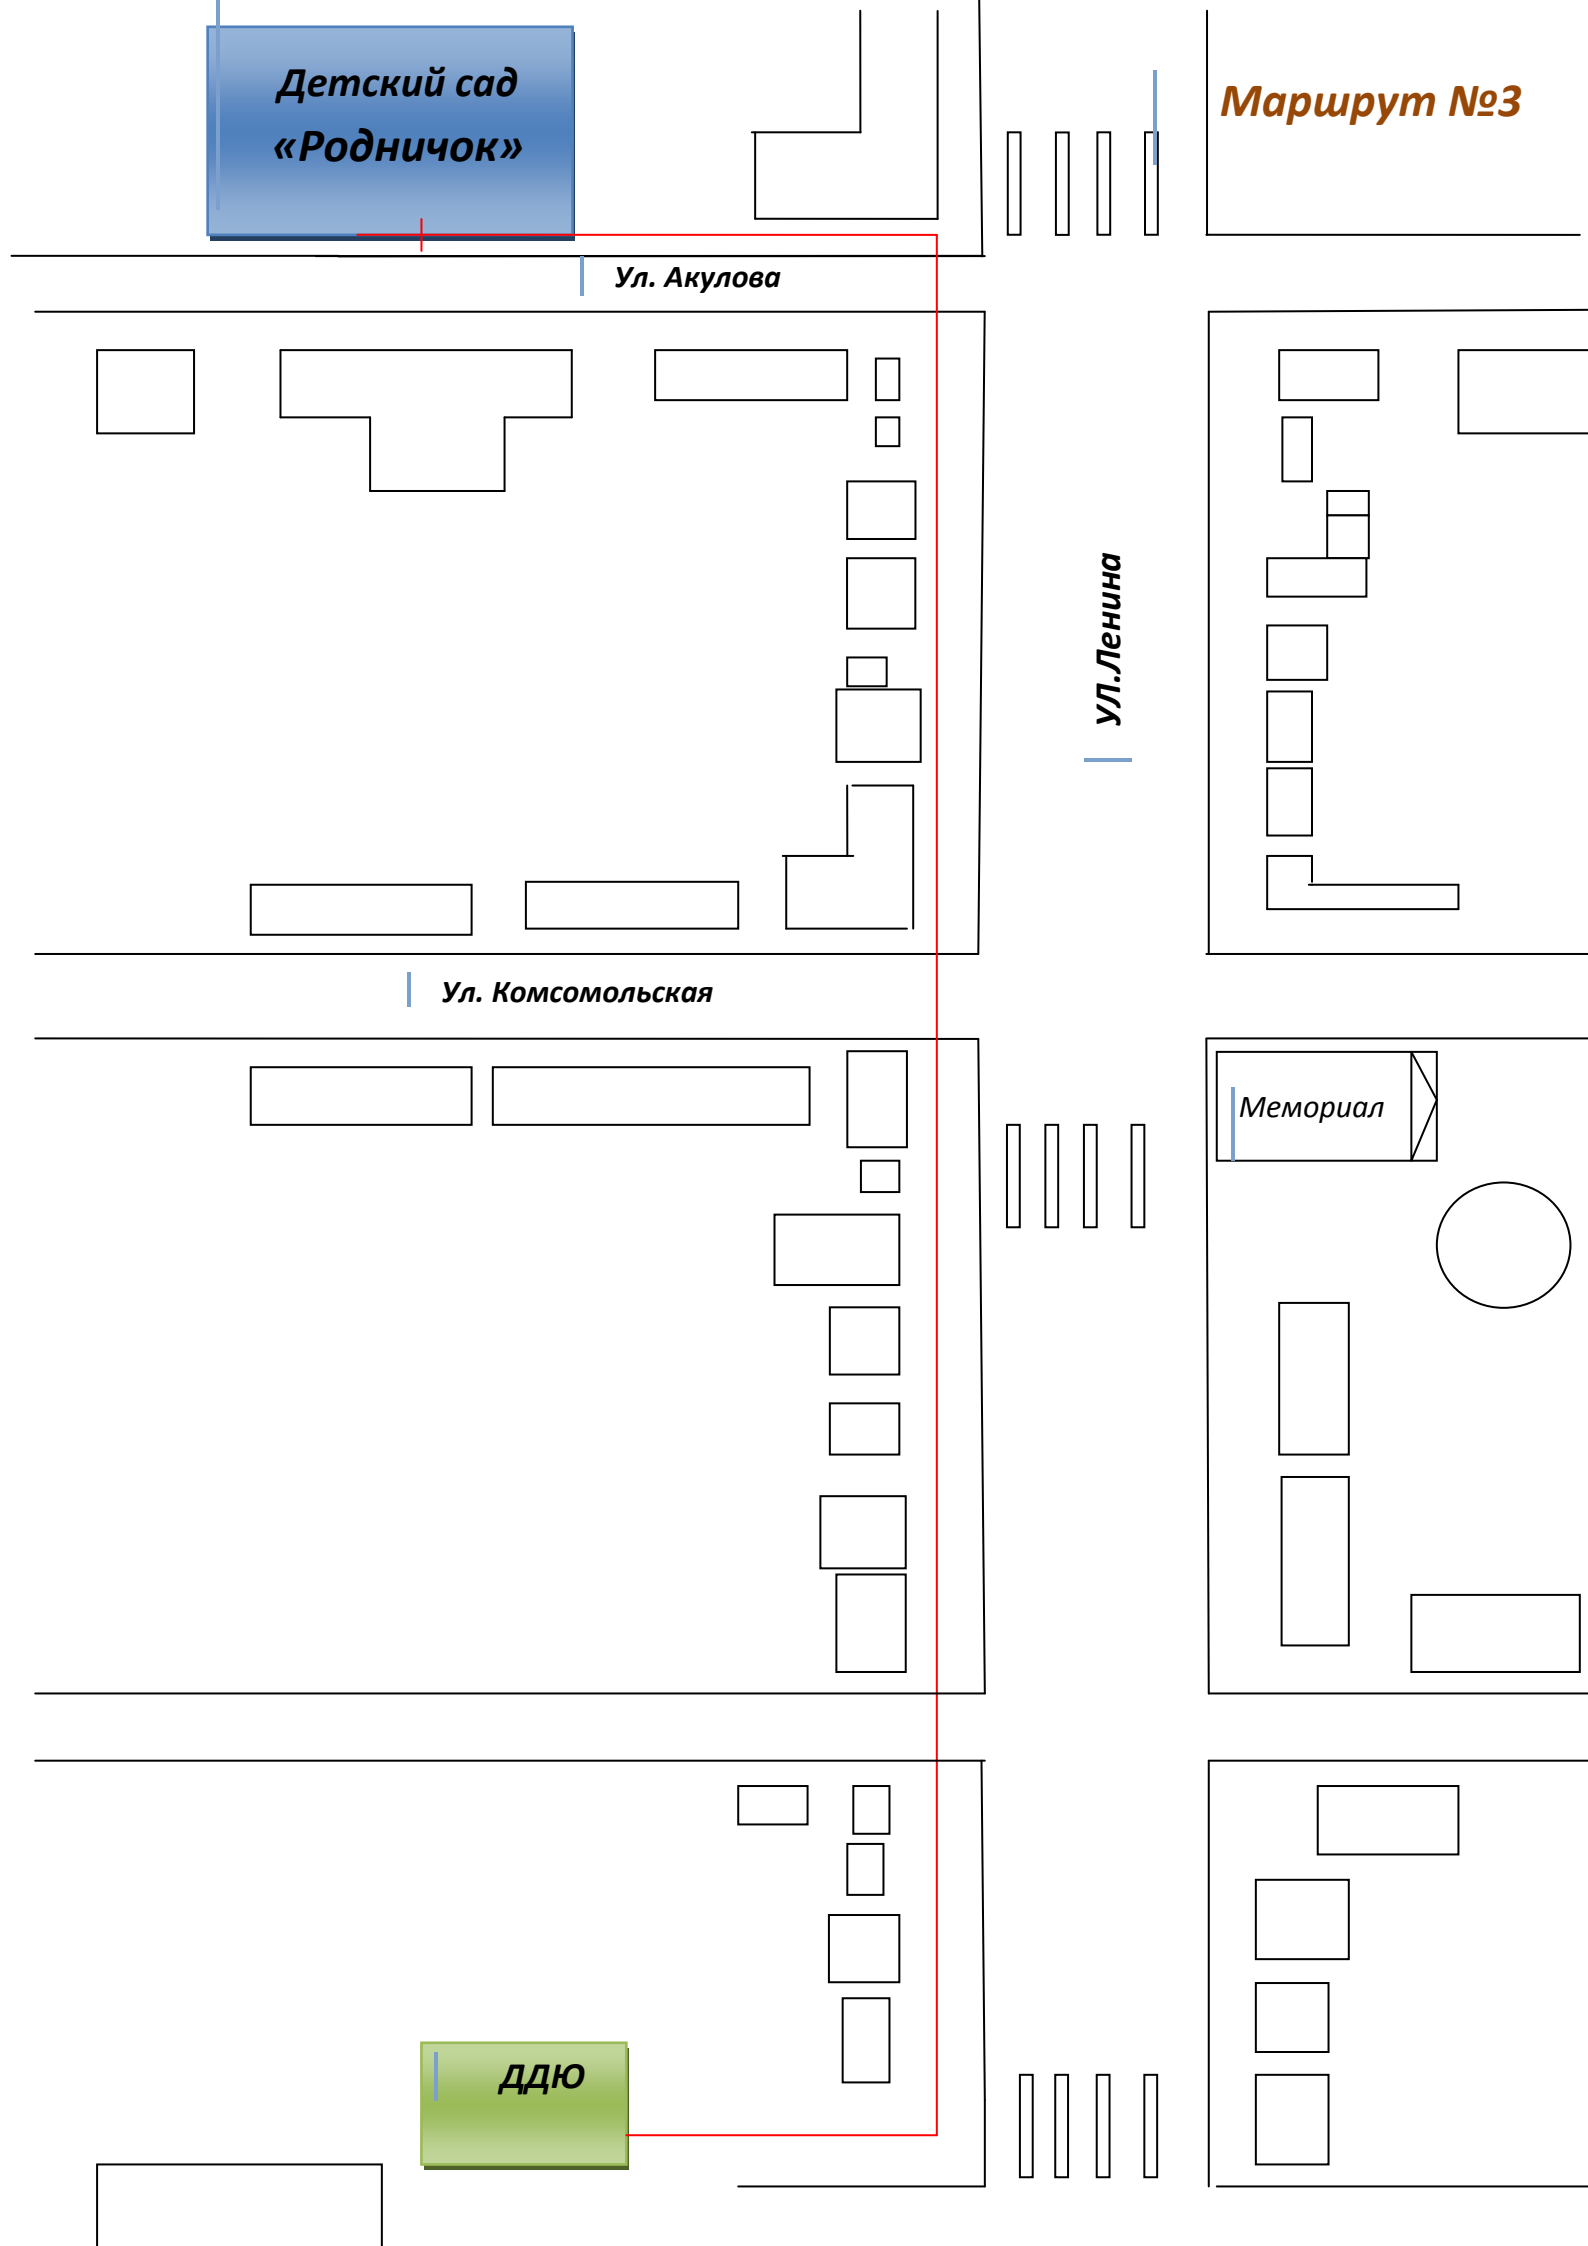 Детский сад
«Родничок»
Маршрут №3
Ул. Акулова
УЛ.Ленина
Ул. Комсомольская
Мемориал
ДДЮ